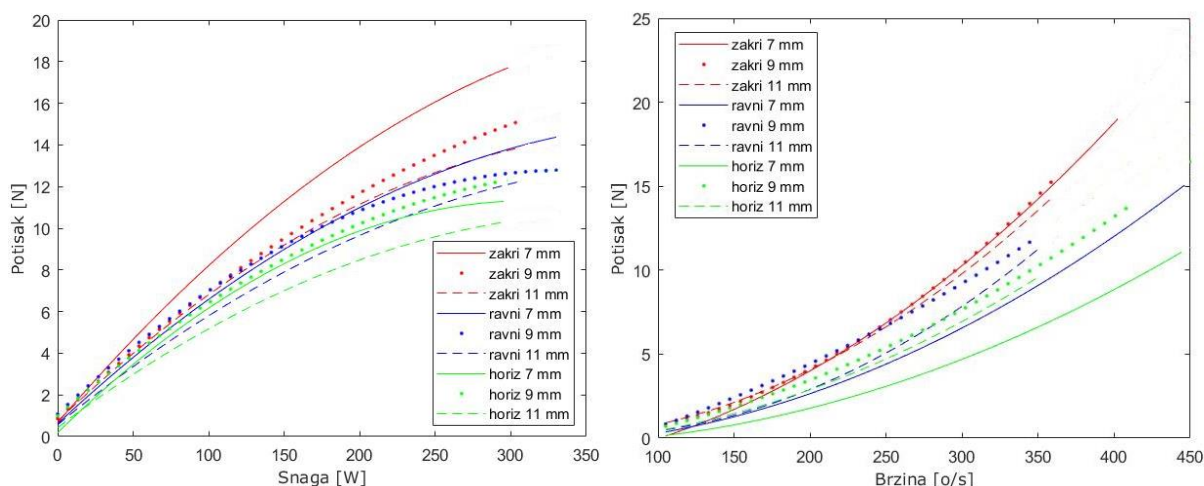 20
18
16
14
12
10
8
6
4
2
0
Potisak [N]
0 50 100 150 200 250 300 350
Snaga [W]
zakri 7 mm
zakri 9 mm
zakri 11 mm
ravni 7 mm
ravni 9 mm
ravni 11 mm
horiz 7 mm
horiz 9 mm
horiz 11 mm
25
20
15
10
5
0
Potisak [N]
100 150 200 250 300 350 400 450
Brzina [o/s]
zakri 7 mm
zakri 9 mm
zakri 11 mm
ravni 7 mm
ravni 9 mm
ravni 11 mm
horiz 7 mm
horiz 9 mm
horiz 11 mm